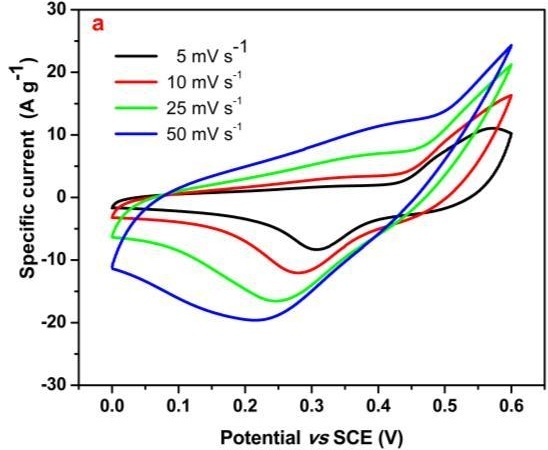 a
5 mV s-1
10 mV s-1
25 mV s-1
50 mV s-1
Specific current (A g-1)
30
20
10
0
-10
-20
-30
0.0 0.1 0.2 0.3 0.4 0.5 0.6
Potential vs SCE (V)